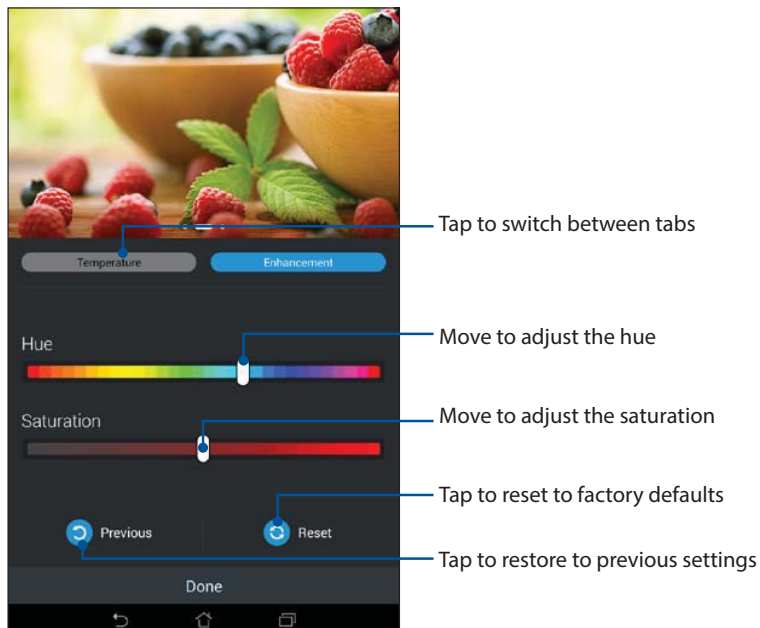 Tap to switch between tabs
Temperature
Enhancement
Hue
Move to adjust the hue
Saturation
Move to adjust the saturation
Tap to reset to factory defaults
Previous
Reset
Tap to restore to previous settings
Done